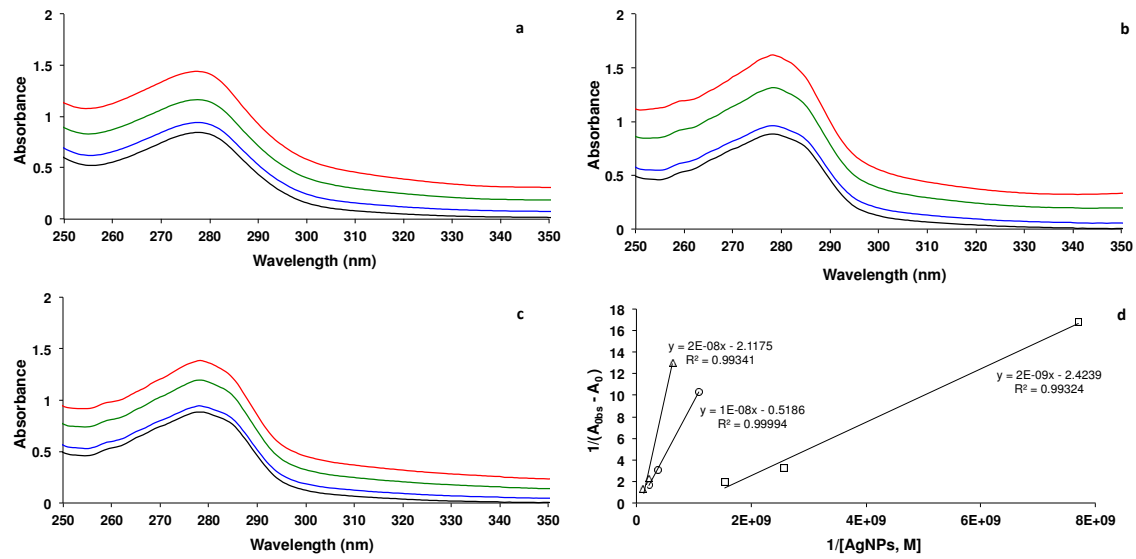 a
2
1.5
1
0.5
0
Absorbance
250 260 270 280 290 300 310 320 330 340 350
Wavelength (nm)
b
2
1.5
1
0.5
0
Absorbance
250 260 270 280 290 300 310 320 330 340 350
Wavelength (nm)
c
2
1.5
1
0.5
0
Absorbance
250 260 270 280 290 300 310 320 330 340 350
Wavelength (nm)
d
18
16
14
12
10
8
6
4
2
0
1/(A0bs - A0)
y = 2E-08x - 2.1175
R² = 0.99341
y = 1E-08x - 0.5186
R² = 0.99994
y = 2E-09x - 2.4239
R² = 0.99324
0 2E+09 4E+09 6E+09 8E+09
1/[AgNPs, M]